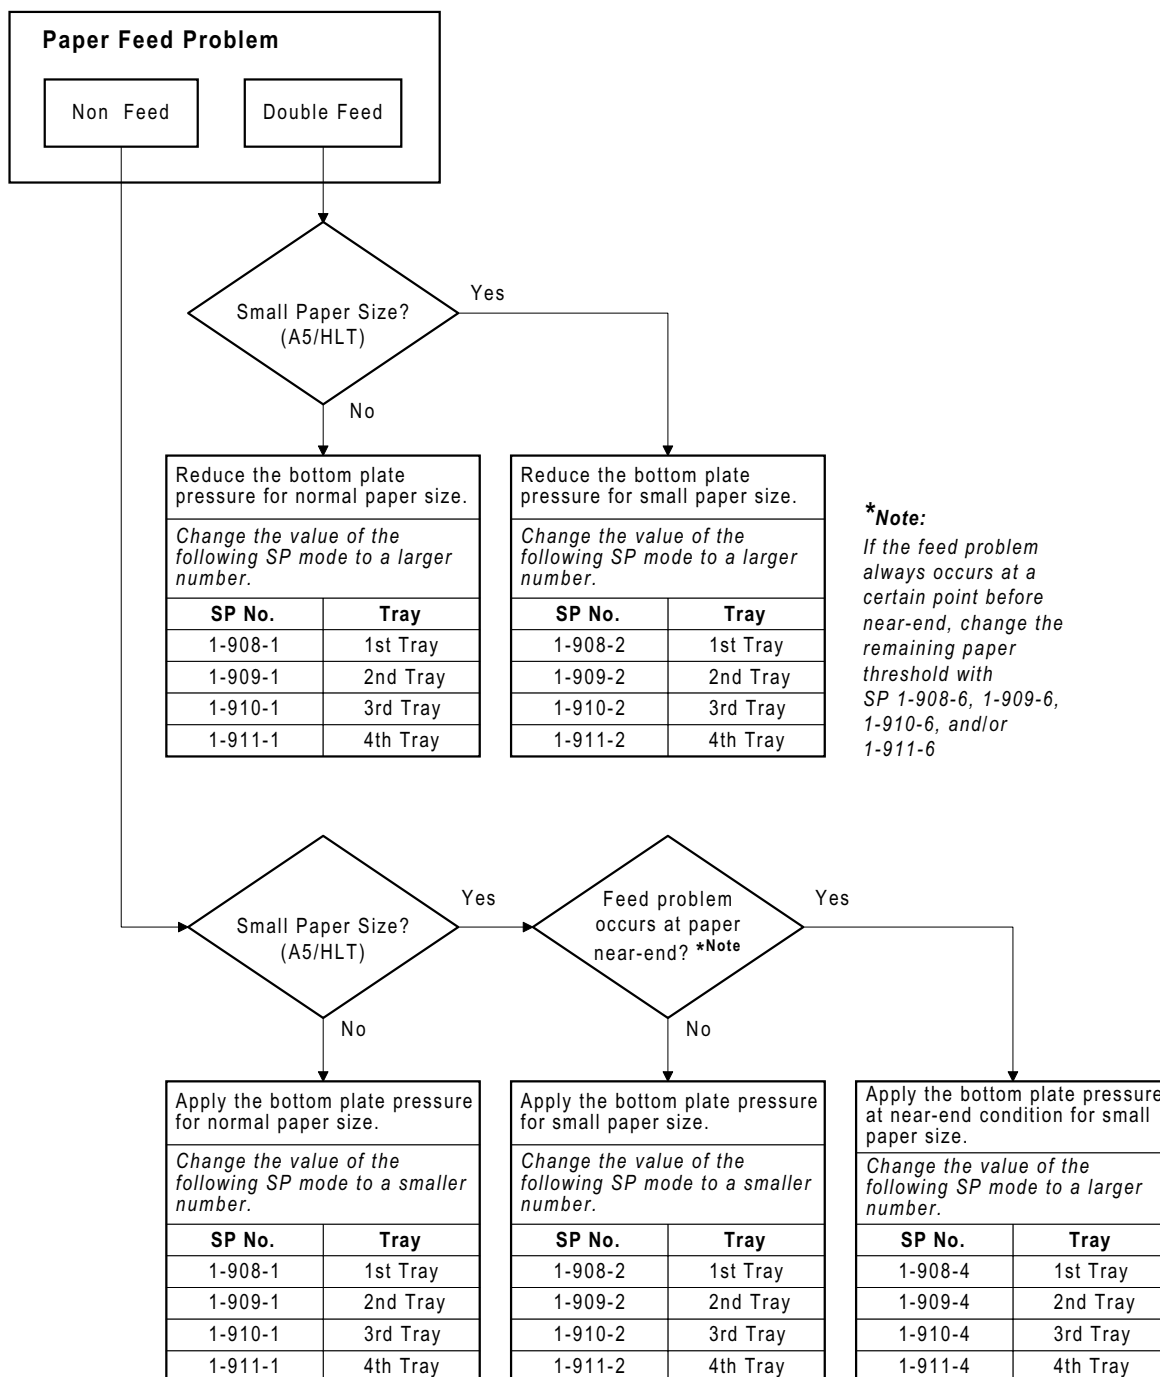 Paper Feed Problem
Non Feed
Double Feed
Small Paper Size?
(A5/HLT)
Yes
No
Reduce the bottom plate
pressure for normal paper size.
Change the value of the
following SP mode to a larger
number.
SP No. Tray
1-908-1 1st Tray
1-909-1 2nd Tray
1-910-1 3rd Tray
1-911-1 4th Tray
Reduce the bottom plate
pressure for small paper size.
Change the value of the
following SP mode to a larger
number.
SP No. Tray
1-908-2 1st Tray
1-909-2 2nd Tray
1-910-2 3rd Tray
1-911-2 4th Tray
*Note:
If the feed problem
always occurs at a
certain point before
near-end, change the
remaining paper
threshold with
SP 1-908-6, 1-909-6,
1-910-6, and/or
1-911-6
Small Paper Size?
(A5/HLT)
Yes
No
Feed problem
occurs at paper
near-end? *Note
Yes
No
Apply the bottom plate pressure
for normal paper size.
Change the value of the
following SP mode to a smaller
number.
SP No. Tray
1-908-1 1st Tray
1-909-1 2nd Tray
1-910-1 3rd Tray
1-911-1 4th Tray
Apply the bottom plate pressure
for small paper size.
Change the value of the
following SP mode to a smaller
number.
SP No. Tray
1-908-2 1st Tray
1-909-2 2nd Tray
1-910-2 3rd Tray
1-911-2 4th Tray
Apply the bottom plate pressure
at near-end condition for small
paper size.
Change the value of the
following SP mode to a larger
number.
SP No. Tray
1-908-4 1st Tray
1-909-4 2nd Tray
1-910-4 3rd Tray
1-911-4 4th Tray